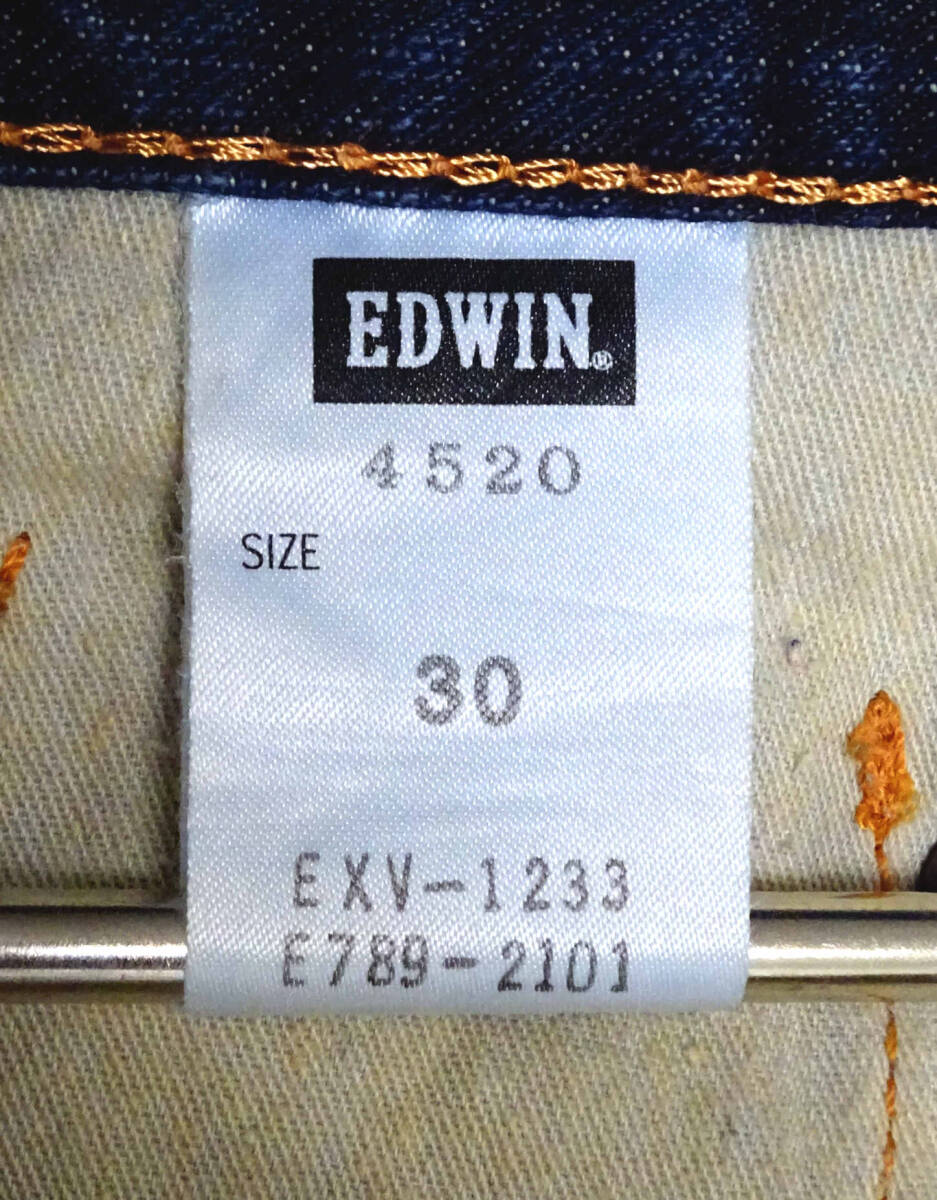 EDWIN®
4520
SIZE
30
EXV-1233
E789-2101